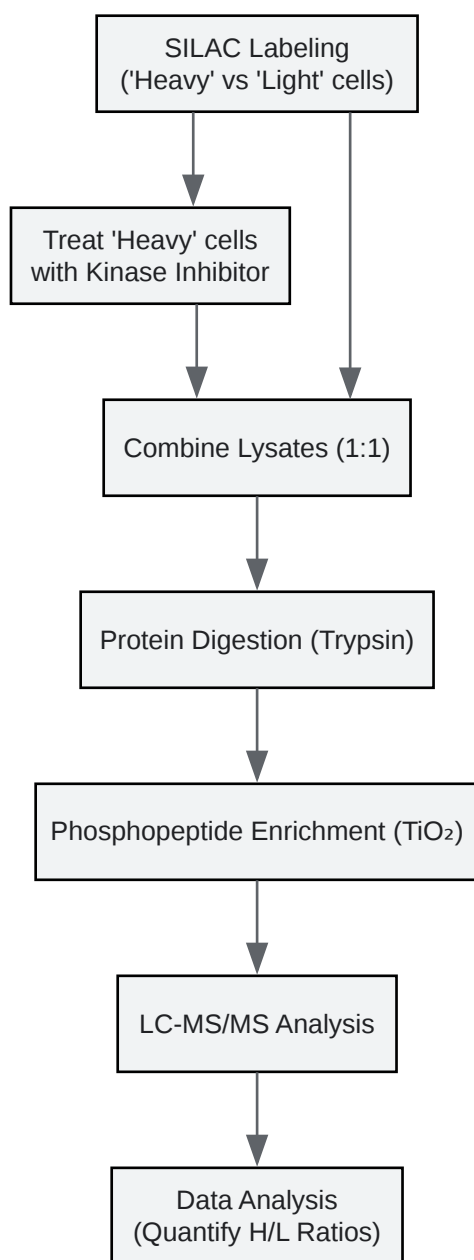 SILAC Labeling
('Heavy' vs 'Light' cells)
Treat 'Heavy' cells
with Kinase Inhibitor
Combine Lysates (1:1)
Protein Digestion (Trypsin)
Phosphopeptide Enrichment (TiO₂)
LC-MS/MS Analysis
Data Analysis
(Quantify H/L Ratios)